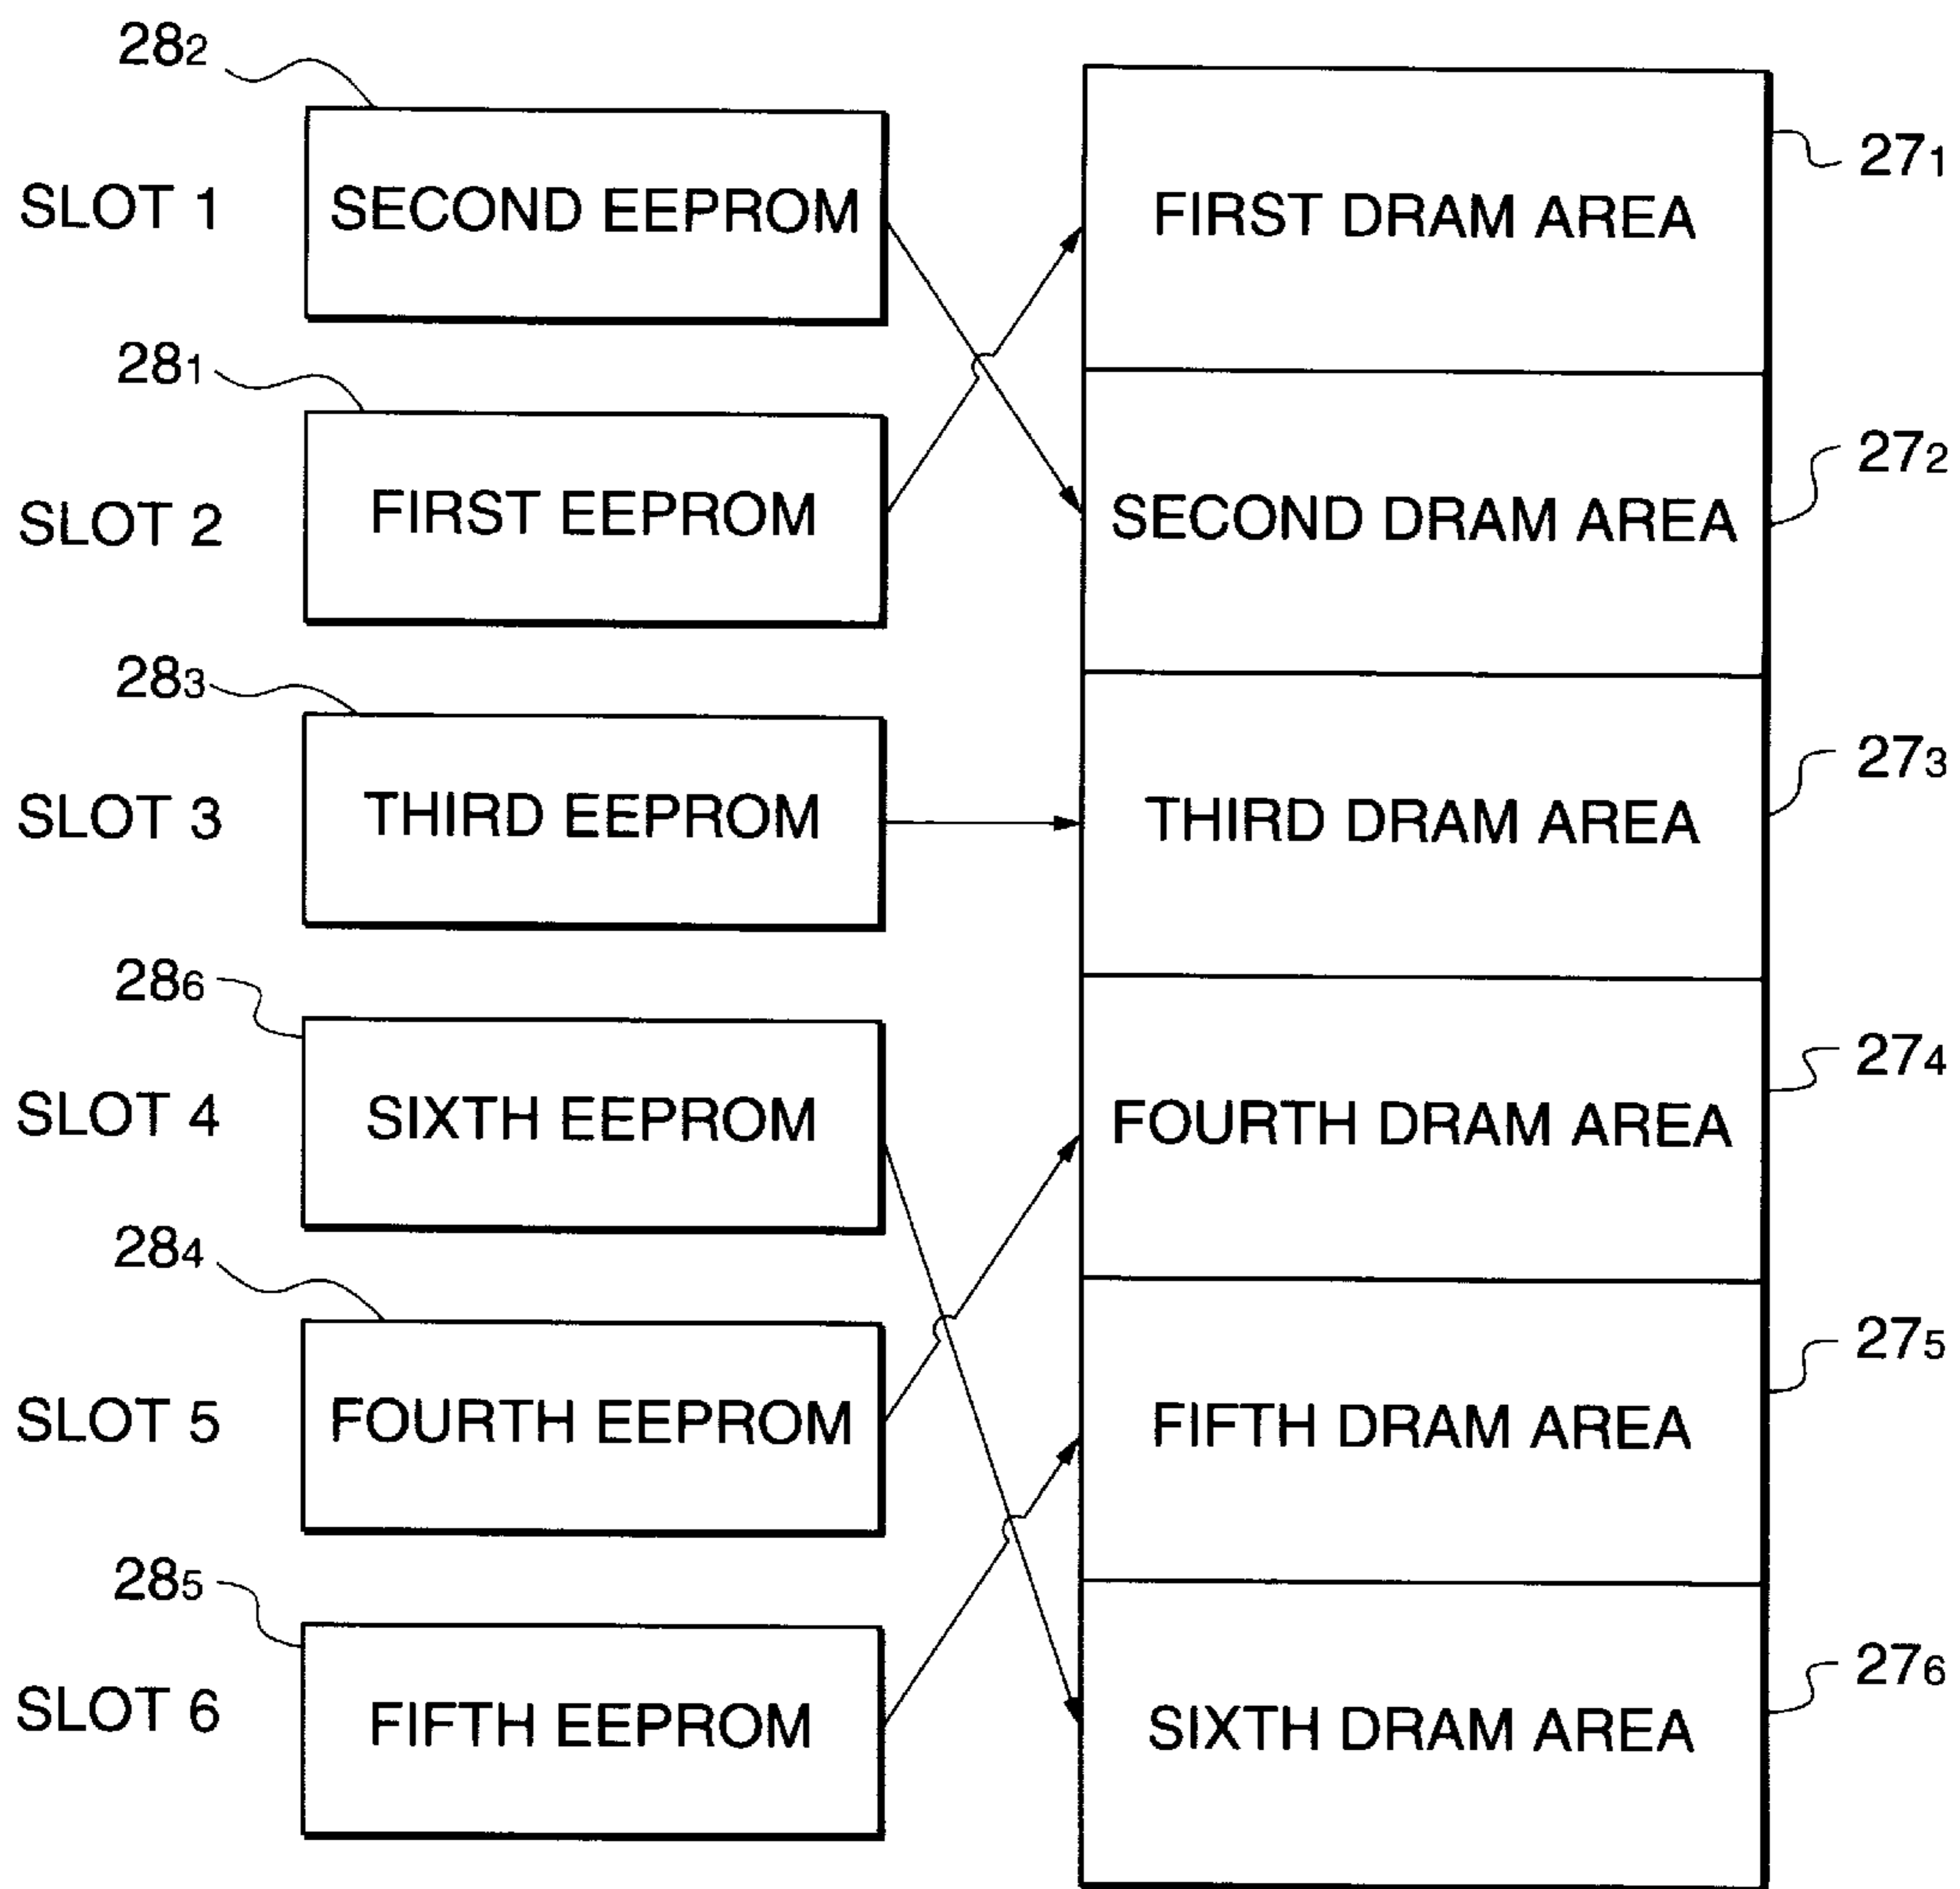 28₂
SLOT 1 SECOND EEPROM
FIRST DRAM AREA
27₁
28₁
SLOT 2 FIRST EEPROM
SECOND DRAM AREA
27₂
28₃
SLOT 3 THIRD EEPROM
THIRD DRAM AREA
27₃
28₆
SLOT 4 SIXTH EEPROM
FOURTH DRAM AREA
27₄
28₄
SLOT 5 FOURTH EEPROM
FIFTH DRAM AREA
27₅
28₅
SLOT 6 FIFTH EEPROM
SIXTH DRAM AREA
27₆